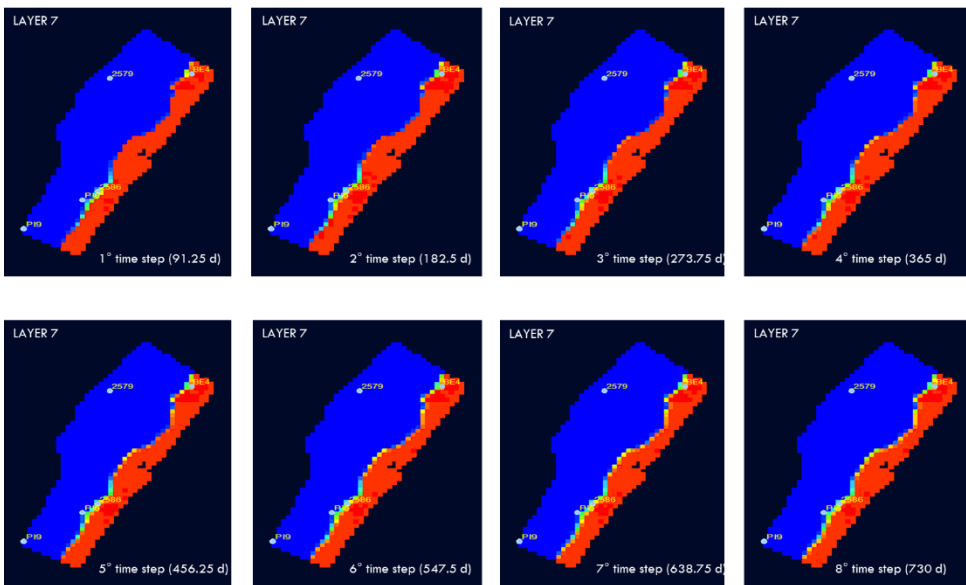 LAYER 7
2579
BE4
2586
PI9
1° time step (91.25 d)
LAYER 7
2579
BE4
2586
PI9
2° time step (182.5 d)
LAYER 7
2579
BE4
2586
PI9
3° time step (273.75 d)
LAYER 7
2579
BE4
2586
PI9
4° time step (365 d)
LAYER 7
2579
BE4
2586
PI9
5° time step (456.25 d)
LAYER 7
2579
BE4
2586
PI9
6° time step (547.5 d)
LAYER 7
2579
BE4
2586
PI9
7° time step (638.75 d)
LAYER 7
2579
BE4
2586
PI9
8° time step (730 d)